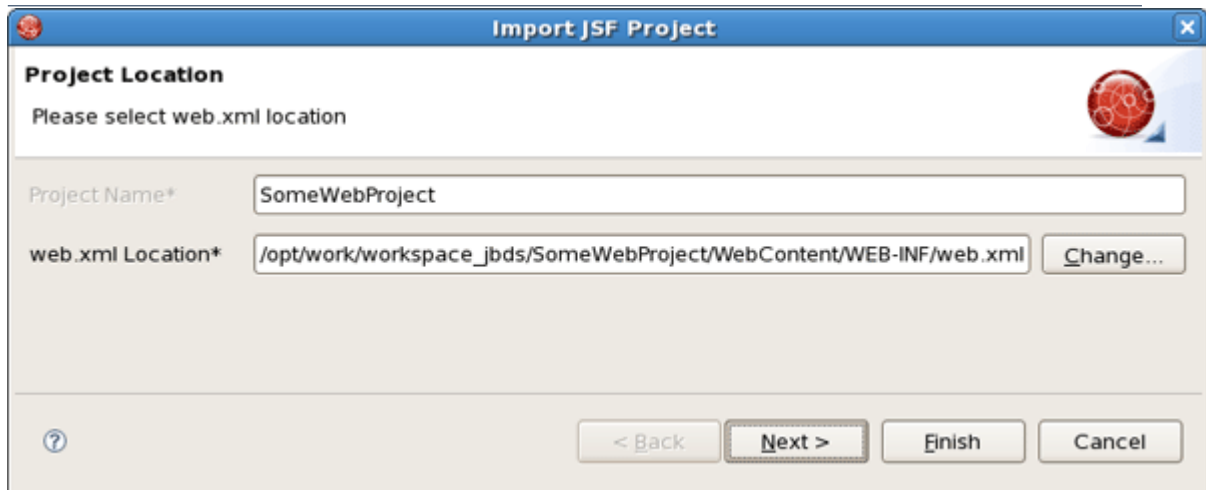 Import JSF Project
Project Location
Please select web.xml location
Project Name* SomeWebProject
web.xml Location* /opt/work/workspace_jbds/SomeWebProject/WebContent/WEB-INF/web.xml Change...
< Back Next > Finish Cancel